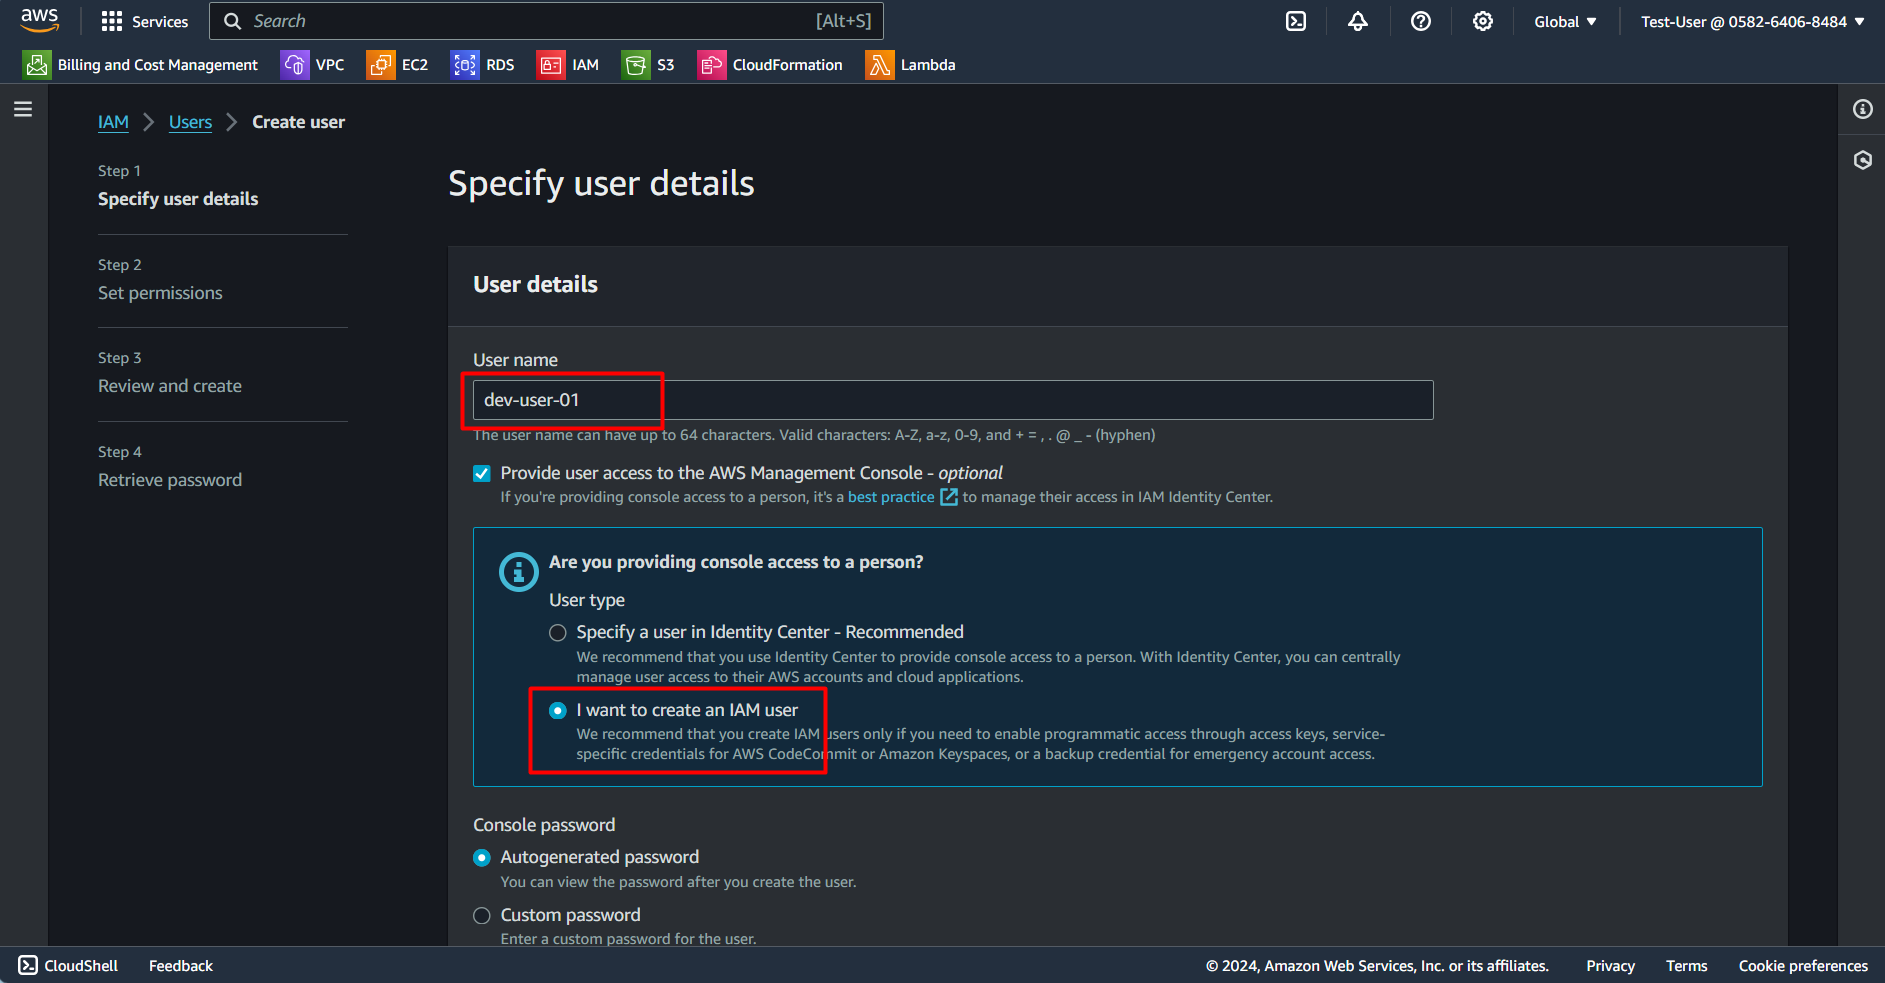 aws
Services
Search
[Alt+S]
Global
Test-User @ 0582-6406-8484
Billing and Cost Management
VPC
EC2
RDS
IAM
S3
CloudFormation
Lambda
IAM
Users
Create user
Step 1
Specify user details
Step 2
Set permissions
Step 3
Review and create
Step 4
Retrieve password
Specify user details
User details
User name
dev-user-01
The user name can have up to 64 characters. Valid characters: A-Z, a-z, 0-9, and + = , . @ _ - (hyphen)
Provide user access to the AWS Management Console - optional
If you're providing console access to a person, it's a best practice to manage their access in IAM Identity Center.
Are you providing console access to a person?
User type
Specify a user in Identity Center - Recommended
We recommend that you use Identity Center to provide console access to a person. With Identity Center, you can centrally
manage user access to their AWS accounts and cloud applications.
I want to create an IAM user
We recommend that you create IAM users only if you need to enable programmatic access through access keys, service-
specific credentials for AWS CodeCommit or Amazon Keyspaces, or a backup credential for emergency account access.
Console password
Autogenerated password
You can view the password after you create the user.
Custom password
Enter a custom password for the user.
CloudShell
Feedback
© 2024, Amazon Web Services, Inc. or its affiliates.
Privacy
Terms
Cookie preferences